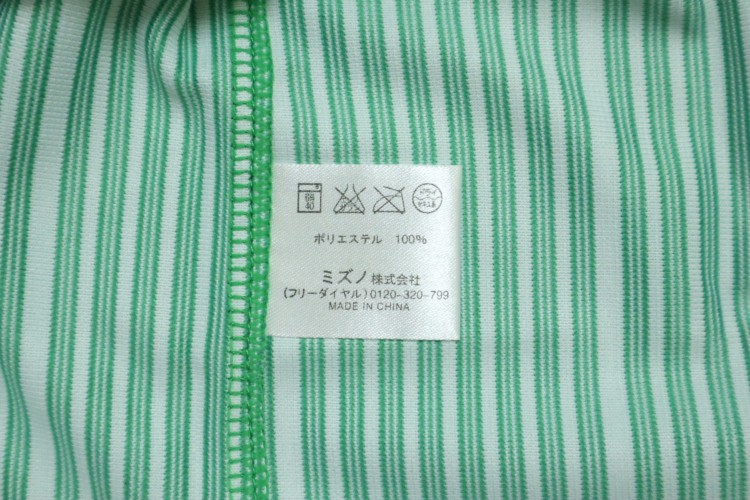 ポリエステル 100%
ミズノ株式会社
(フリーダイヤル)0120-320-799
MADE IN CHINA